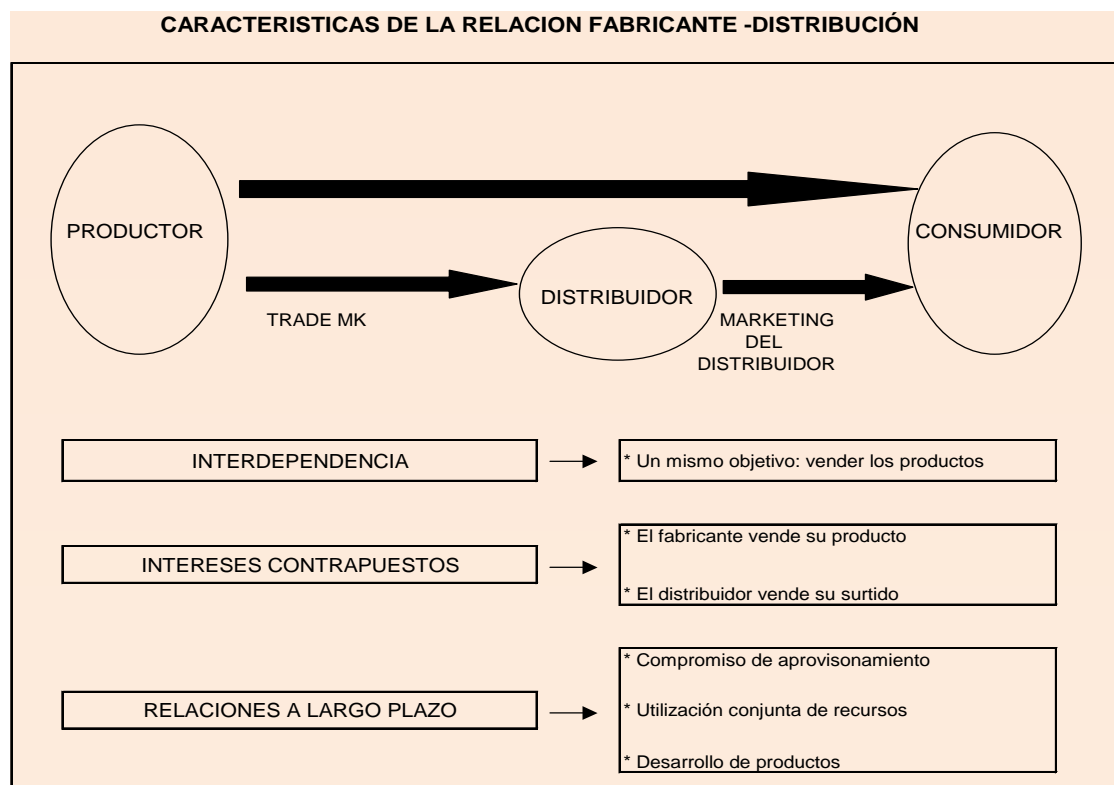 CARACTERISTICAS DE LA RELACION FABRICANTE -DISTRIBUCIÓN
PRODUCTOR
CONSUMIDOR
DISTRIBUIDOR
TRADE MK
MARKETING
DEL
DISTRIBUIDOR
INTERDEPENDENCIA
* Un mismo objetivo: vender los productos
INTERESES CONTRAPUESTOS
* El fabricante vende su producto
* El distribuidor vende su surtido
RELACIONES A LARGO PLAZO
* Compromiso de aprovisonamiento
* Utilización conjunta de recursos
* Desarrollo de productos